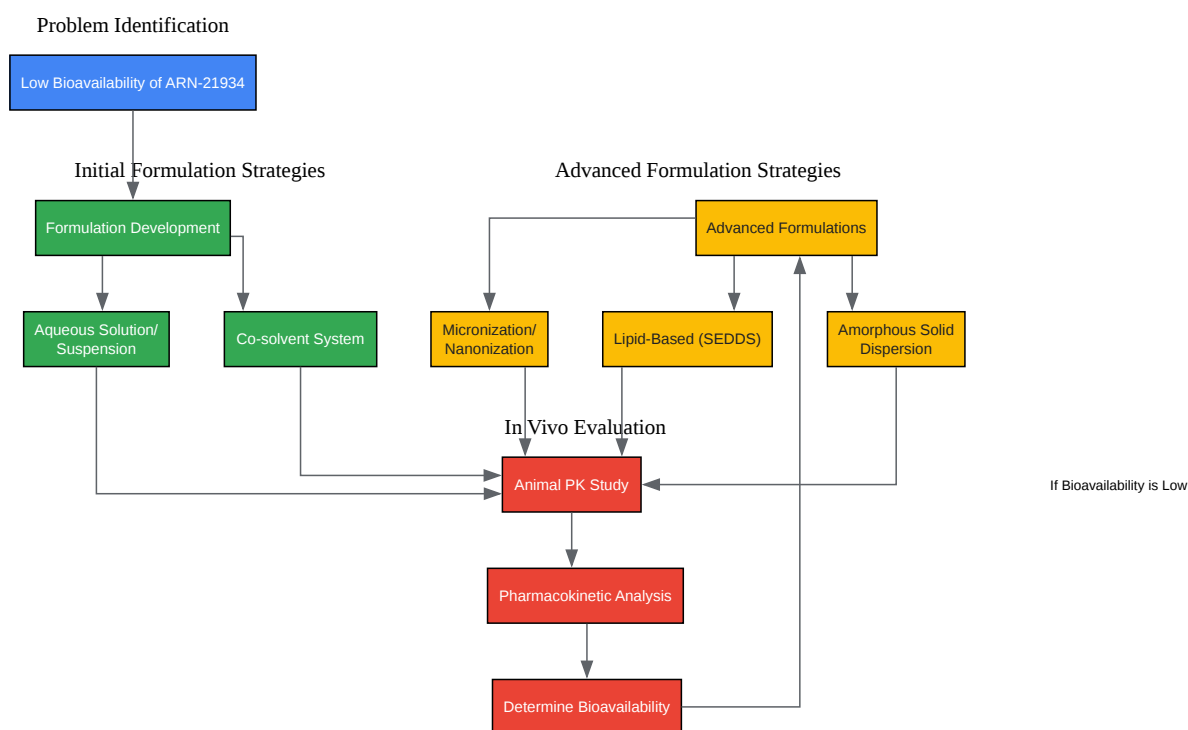 Problem Identification
Low Bioavailability of ARN-21934
Initial Formulation Strategies
Advanced Formulation Strategies
Formulation Development
Advanced Formulations
Aqueous Solution/
Suspension
Co-solvent System
Micronization/
Nanonization
Lipid-Based (SEDDS)
Amorphous Solid
Dispersion
In Vivo Evaluation
Animal PK Study
If Bioavailability is Low
Pharmacokinetic Analysis
Determine Bioavailability